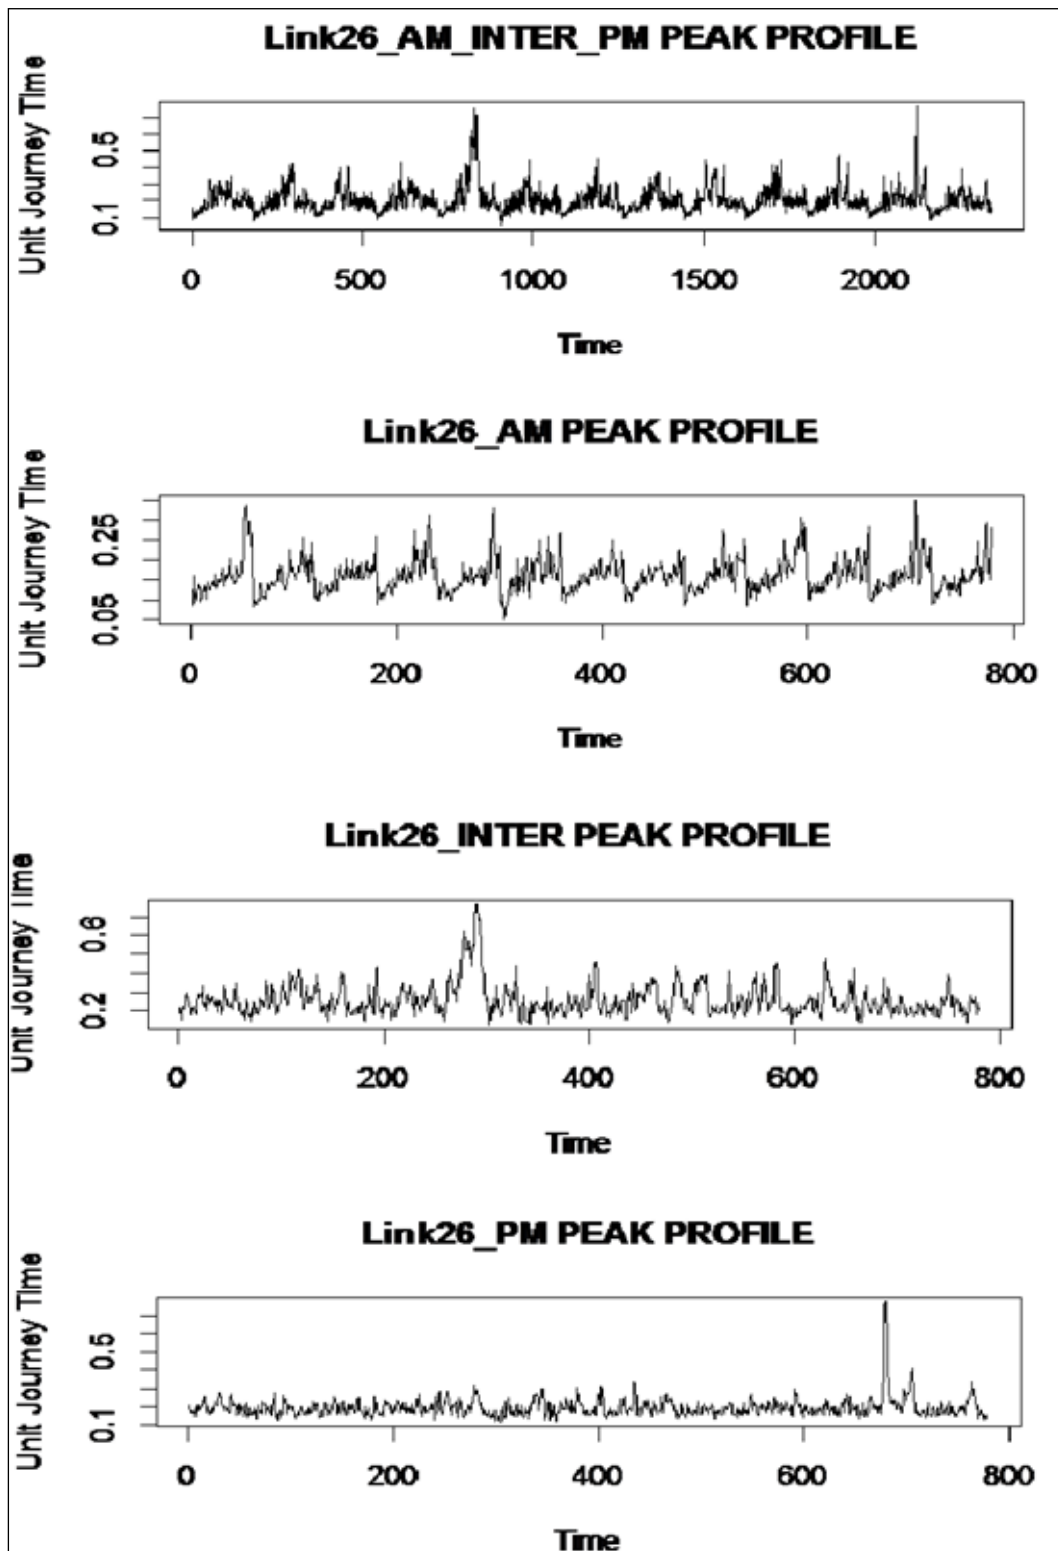 Link26_AM_INTER_PM PEAK PROFILE
Unit Journey Time
0.5
0.1
0 500 1000 1500 2000
Time
Link26_AM PEAK PROFILE
Unit Journey Time
0.25
0.05
0 200 400 600 800
Time
Link26_INTER PEAK PROFILE
Unit Journey Time
0.6
0.2
0 200 400 600 800
Time
Link26_PM PEAK PROFILE
Unit Journey Time
0.5
0.1
0 200 400 600 800
Time